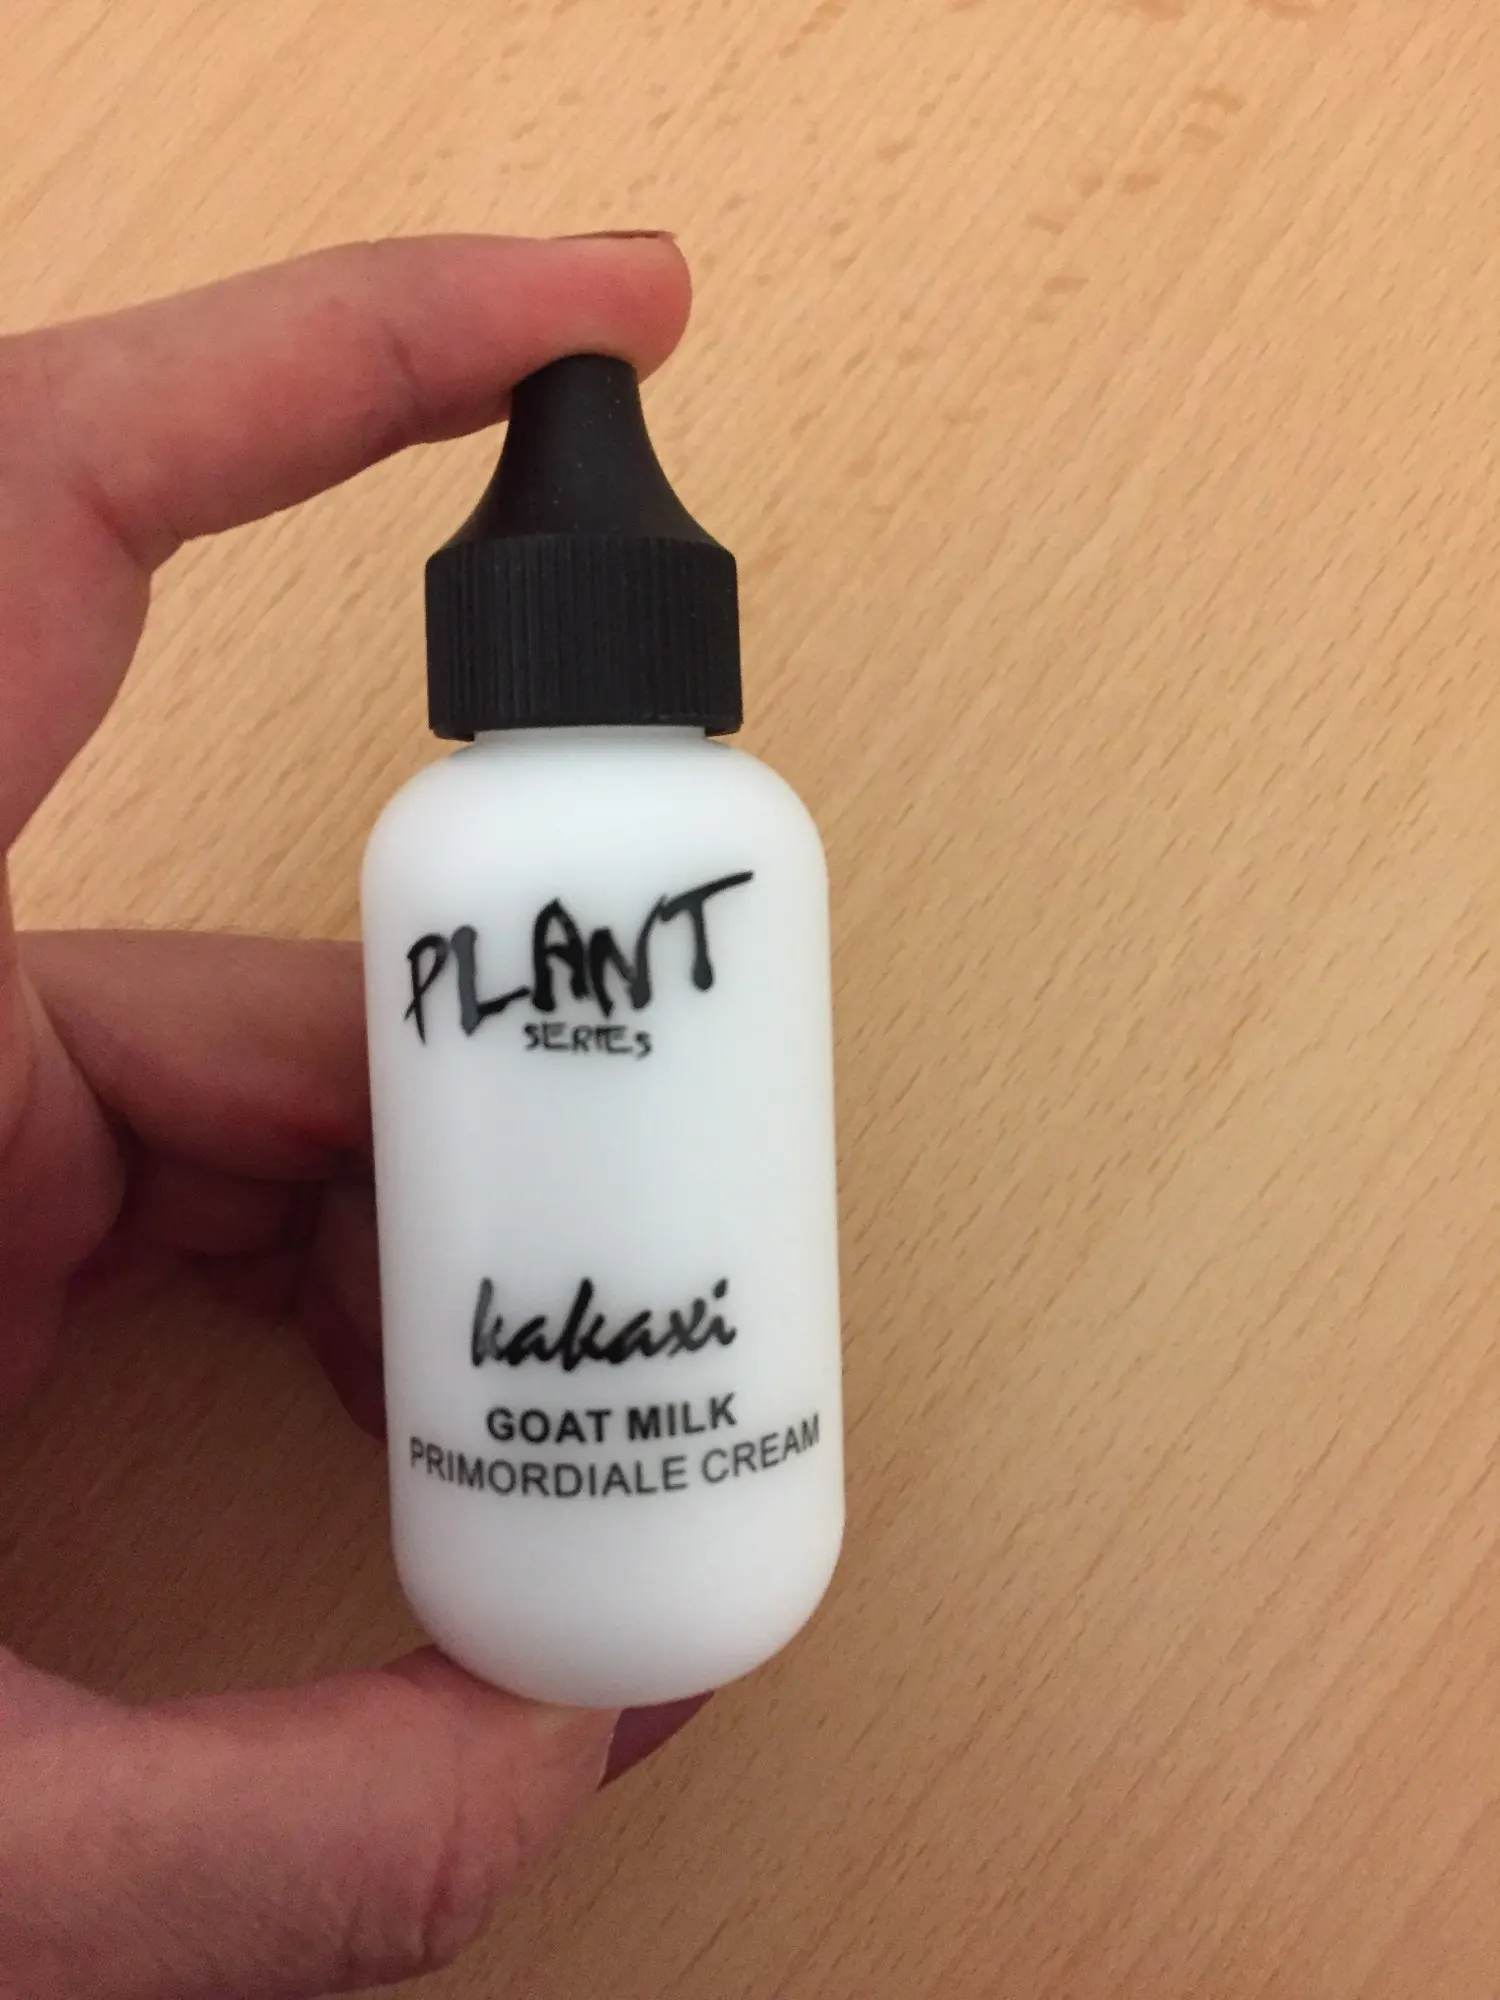 PLANT
SERIES
kakaxi
GOAT MILK
PRIMORDIALE CREAM